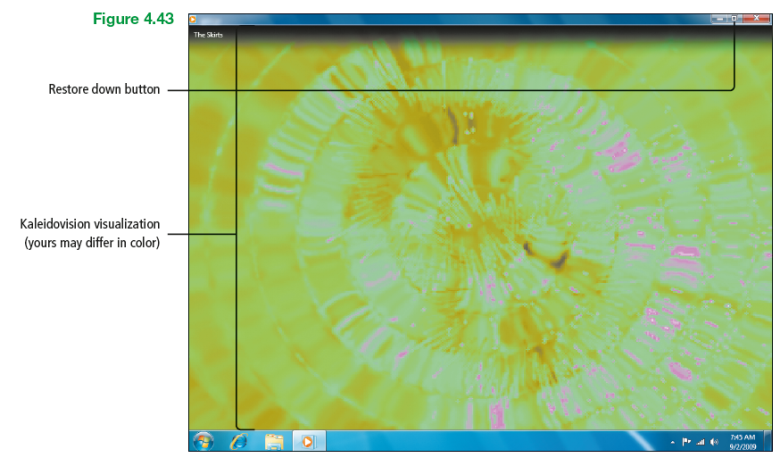 Figure 4.43
The Skirts
Restore down button
Kaleidovision visualization
(yours may differ in color)
7:45 AM
9/2/2009